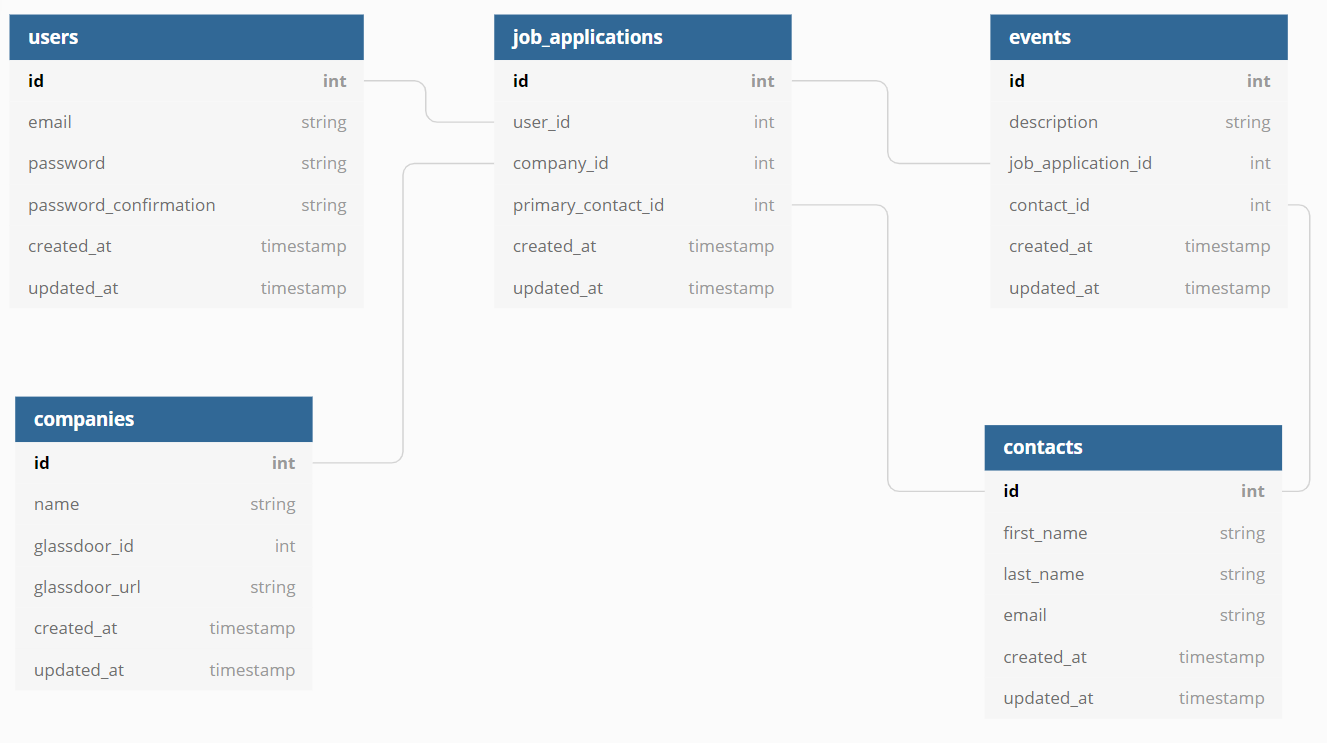 users
id int
email string
password string
password_confirmation string
created_at timestamp
updated_at timestamp
job_applications
id int
user_id int
company_id int
primary_contact_id int
created_at timestamp
updated_at timestamp
events
id int
description string
job_application_id int
contact_id int
created_at timestamp
updated_at timestamp
companies
id int
name string
glassdoor_id int
glassdoor_url string
created_at timestamp
updated_at timestamp
contacts
id int
first_name string
last_name string
email string
created_at timestamp
updated_at timestamp